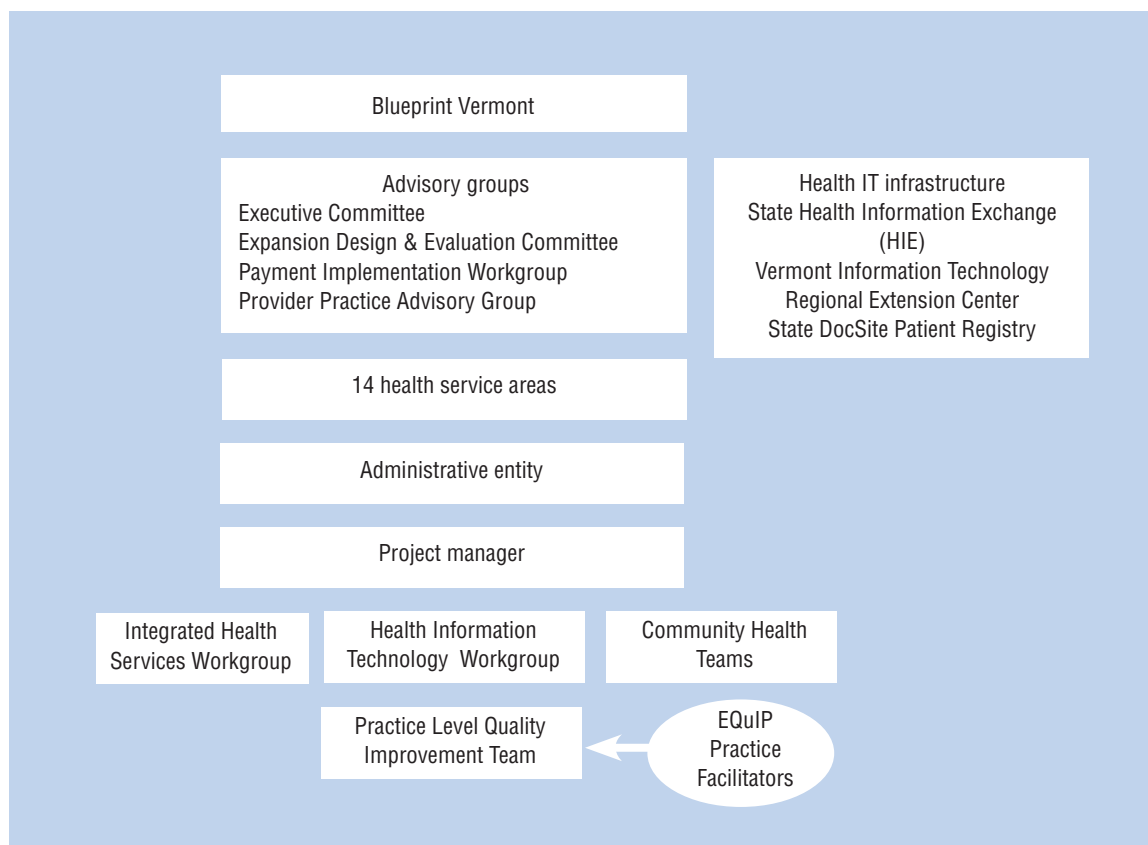 Blueprint Vermont
Advisory groups
Executive Committee
Expansion Design & Evaluation Committee
Payment Implementation Workgroup
Provider Practice Advisory Group
Health IT infrastructure
State Health Information Exchange
(HIE)
Vermont Information Technology
Regional Extension Center
State DocSite Patient Registry
14 health service areas
Administrative entity
Project manager
Integrated Health
Services Workgroup
Health Information
Technology Workgroup
Community Health
Teams
Practice Level Quality
Improvement Team
EQuIP
Practice
Facilitators